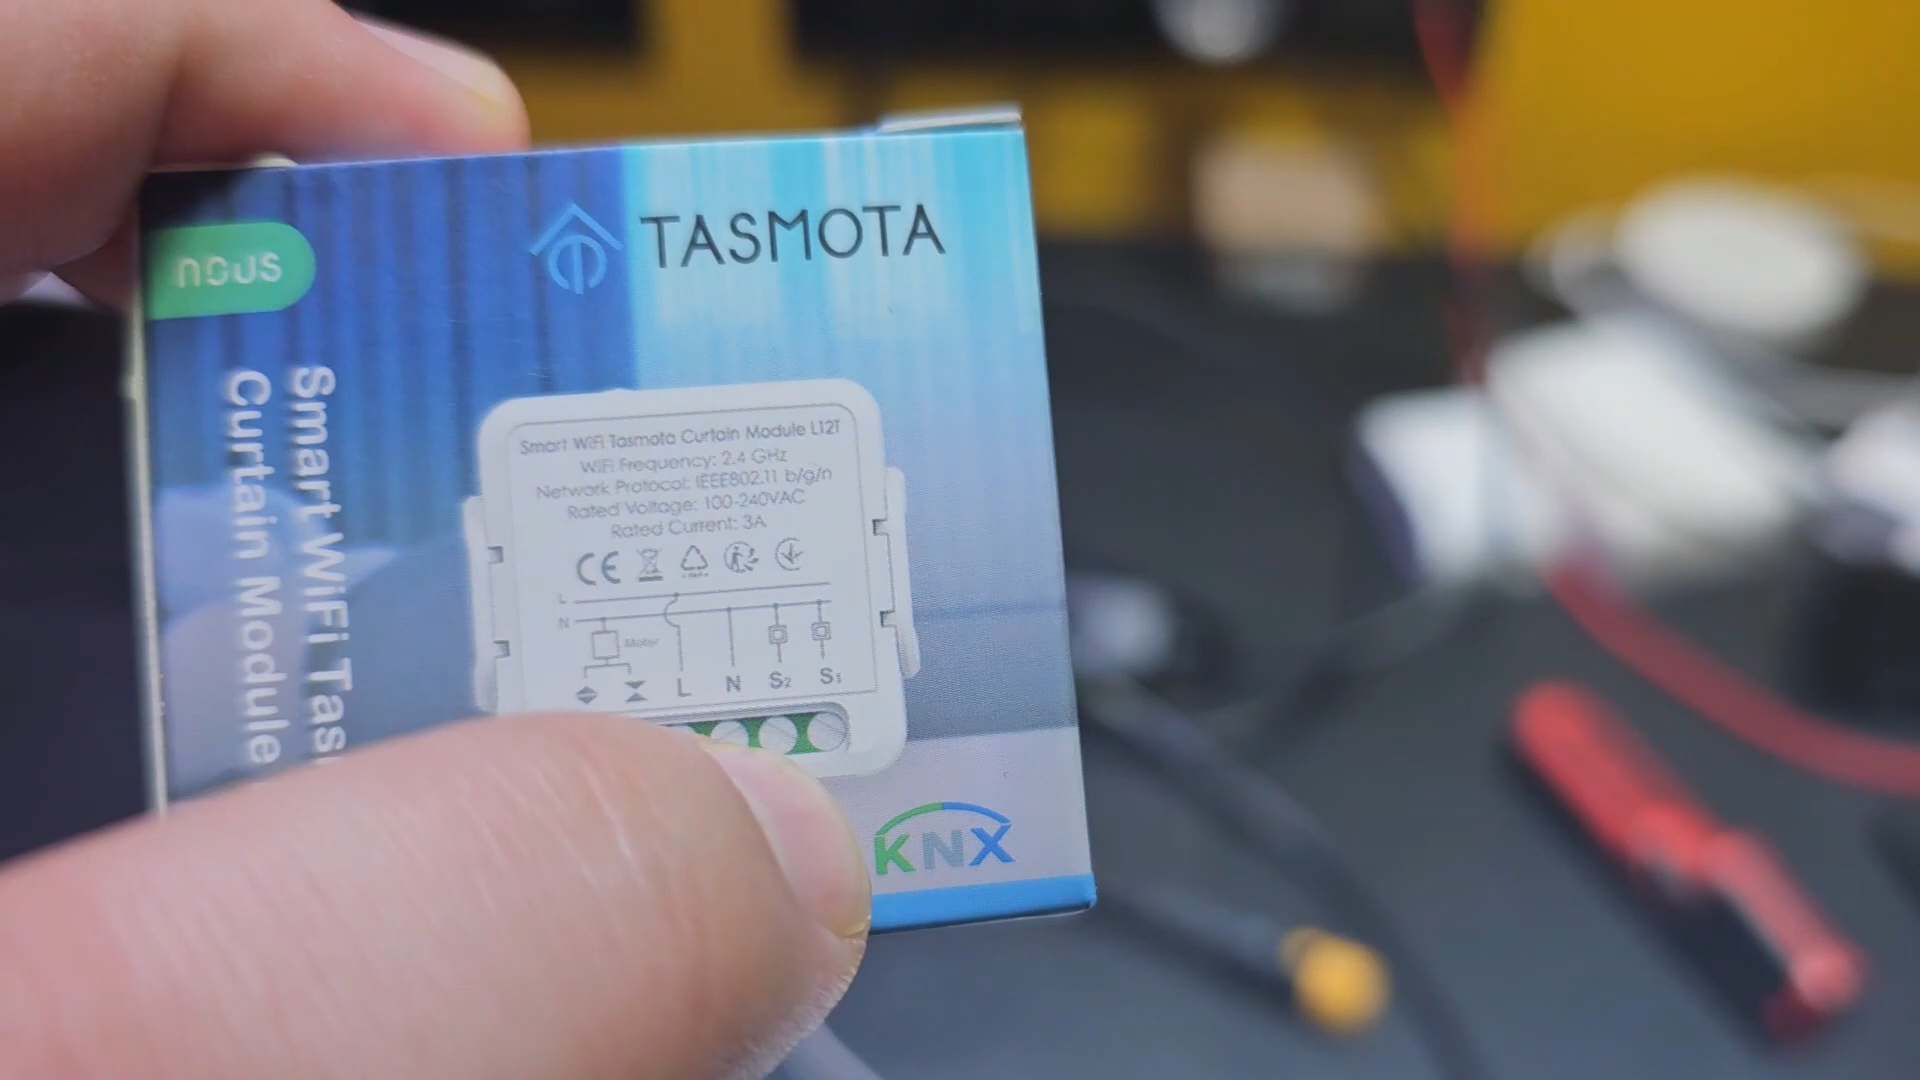 nous
TASMOTA
Smart WiFi Tas
Curtain Module
Smart WiFi Tasmota Curtain Module L12T
WiFi Frequency: 2.4 GHz
Network Protocol: IEEE802.11 b/g/n
Rated Voltage: 100-240VAC
Rated Current: 3A
CE
L
N
Motor
L N S2 S1
KNX